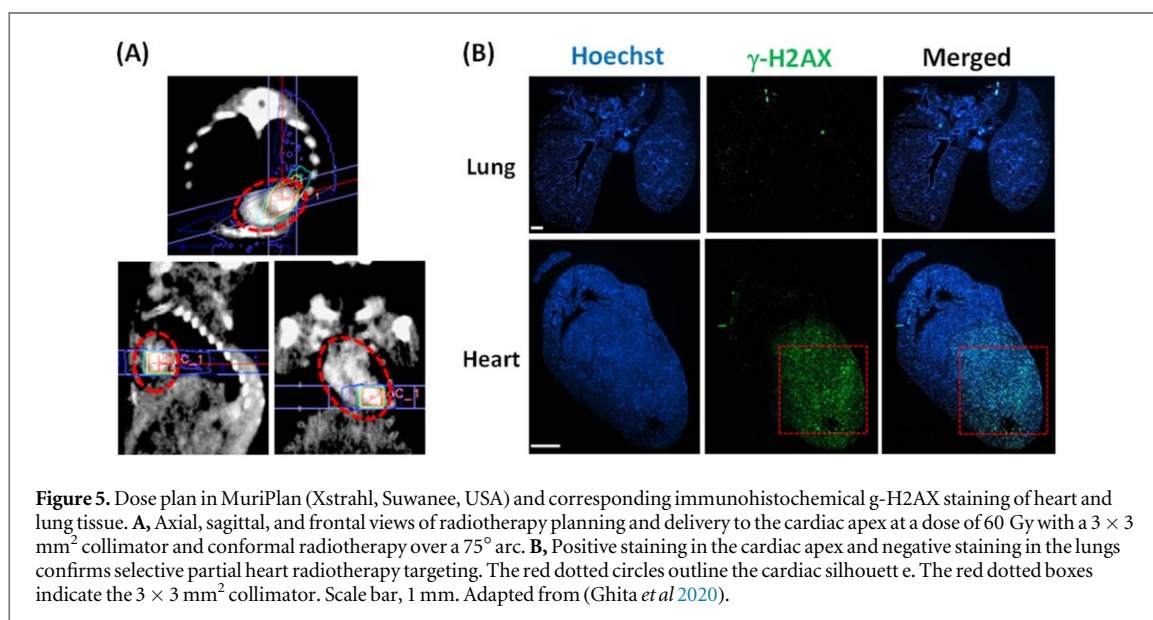 (A)
(B)
Hoechst
γ-H2AX
Merged
Lung
Heart
C_1
C_1
Figure 5. Dose plan in MuriPlan (Xstrahl, Suwanee, USA) and corresponding immunohistochemical g-H2AX staining of heart and
lung tissue. A, Axial, sagittal, and frontal views of radiotherapy planning and delivery to the cardiac apex at a dose of 60 Gy with a 3 × 3
mm² collimator and conformal radiotherapy over a 75° arc. B, Positive staining in the cardiac apex and negative staining in the lungs
confirms selective partial heart radiotherapy targeting. The red dotted circles outline the cardiac silhouett e. The red dotted boxes
indicate the 3 × 3 mm² collimator. Scale bar, 1 mm. Adapted from (Ghita et al 2020).